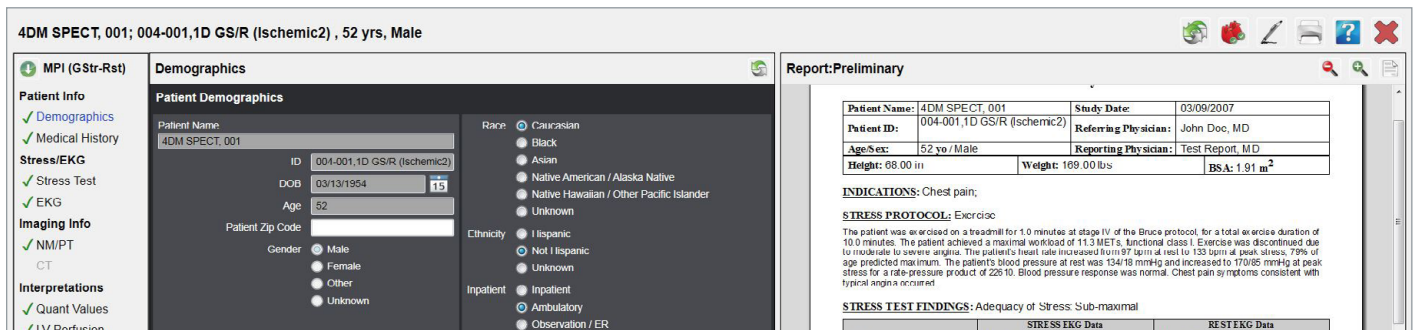 4DM SPECT, 001; 004-001,1D GS/R (Ischemic2) , 52 yrs, Male
MPI (GStr-Rst)
Patient Info
Demographics
Medical History
Stress/EKG
Stress Test
EKG
Imaging Info
NM/PT
CT
Interpretations
Quant Values
LV Perfusion
Demographics
Patient Demographics
Patient Name
4DM SPECT, 001
ID 004-001,1D GS/R (Ischemic2)
DOB 03/13/1954 15
Age 52
Patient Zip Code
Gender Male
Female
Other
Unknown
Race Caucasian
Black
Asian
Native American / Alaska Native
Native Hawaiian / Other Pacific Islander
Unknown
Ethnicity Hispanic
Not Hispanic
Unknown
Inpatient Inpatient
Ambulatory
Observation / ER
Report:Preliminary
Patient Name: 4DM SPECT, 001 Study Date: 03/09/2007
Patient ID: 004-001,1D GS/R (Ischemic2) Referring Physician: John Doc, MD
Age/Sex: 52 yo / Male Reporting Physician: Test Report, MD
Height: 68.00 in Weight: 169.00 lbs BSA: 1.91 m²
INDICATIONS: Chest pain;
STRESS PROTOCOL: Exercise
The patient was exercised on a treadmill for 1.0 minutes at stage IV of the Bruce protocol, for a total exercise duration of
10.0 minutes. The patient achieved a maximal workload of 11.3 METs, functional class I. Exercise was discontinued due
to moderate to severe angina. The patient's heart rate increased from 97 bpm at rest to 133 bpm at peak stress, 79% of
age predicted maximum. The patient's blood pressure at rest was 134/18 mmHg and increased to 170/85 mmHg at peak
stress for a rate-pressure product of 22610. Blood pressure response was normal. Chest pain symptoms consistent with
typical angina occurred
STRESS TEST FINDINGS: Adequacy of Stress: Sub-maximal
STRESS EKG Data REST EKG Data